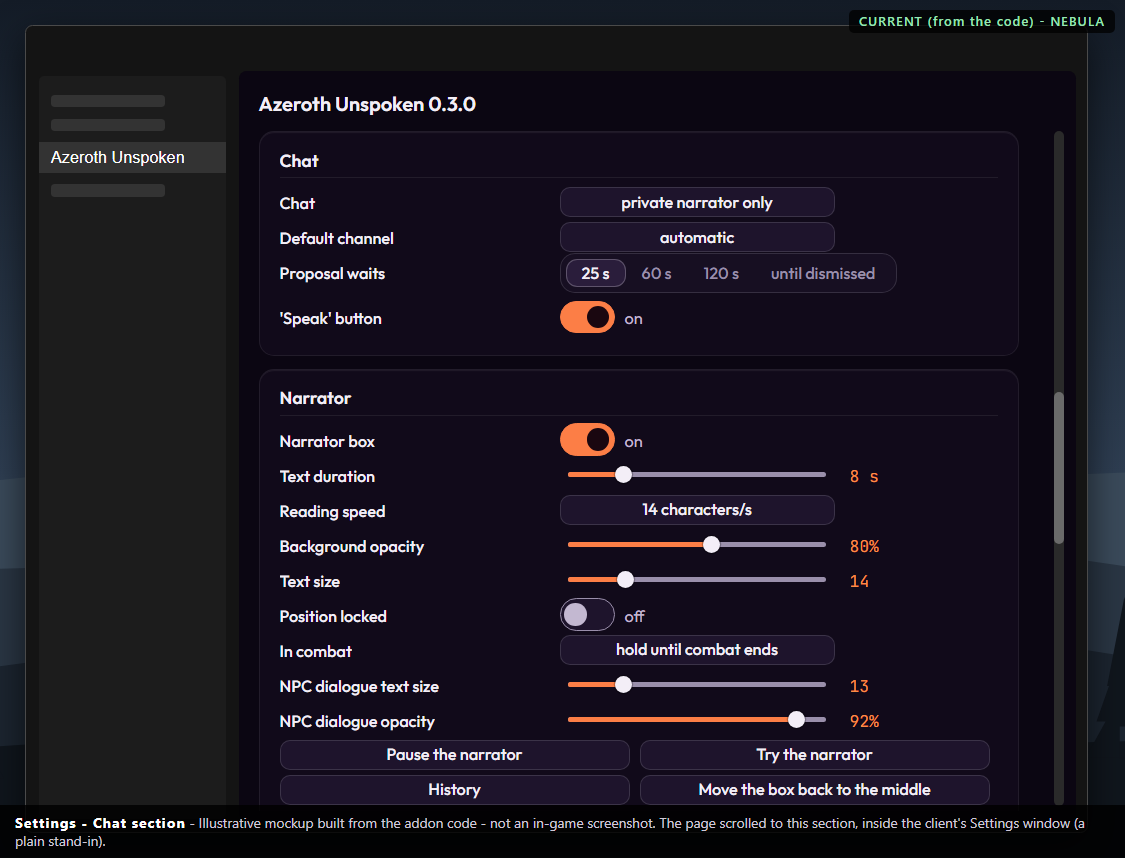 CURRENT (from the code) - NEBULA
Azeroth Unspoken 0.3.0
Azeroth Unspoken
Chat
Chat private narrator only
Default channel automatic
Proposal waits 25 s 60 s 120 s until dismissed
'Speak' button on
Narrator
Narrator box on
Text duration 8 s
Reading speed 14 characters/s
Background opacity 80%
Text size 14
Position locked off
In combat hold until combat ends
NPC dialogue text size 13
NPC dialogue opacity 92%
Pause the narrator Try the narrator
History Move the box back to the middle
Settings - Chat section - Illustrative mockup built from the addon code - not an in-game screenshot. The page scrolled to this section, inside the client's Settings window (a
plain stand-in).